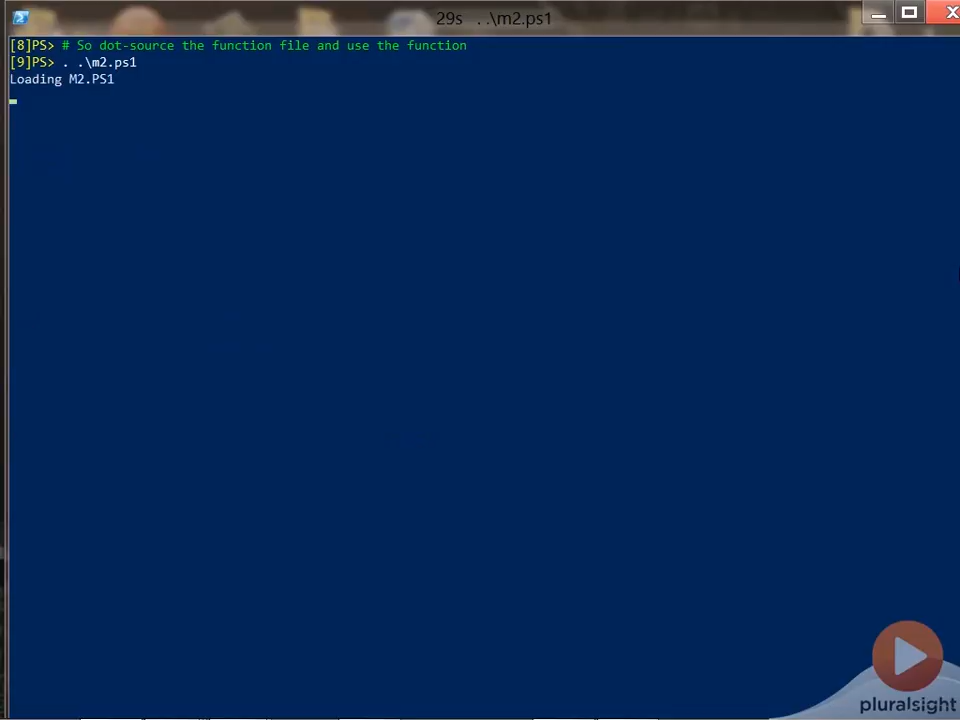 29s . .\m2.ps1
[8]PS> # So dot-source the function file and use the function
[9]PS> . .\m2.ps1
Loading M2.PS1
pluralsight